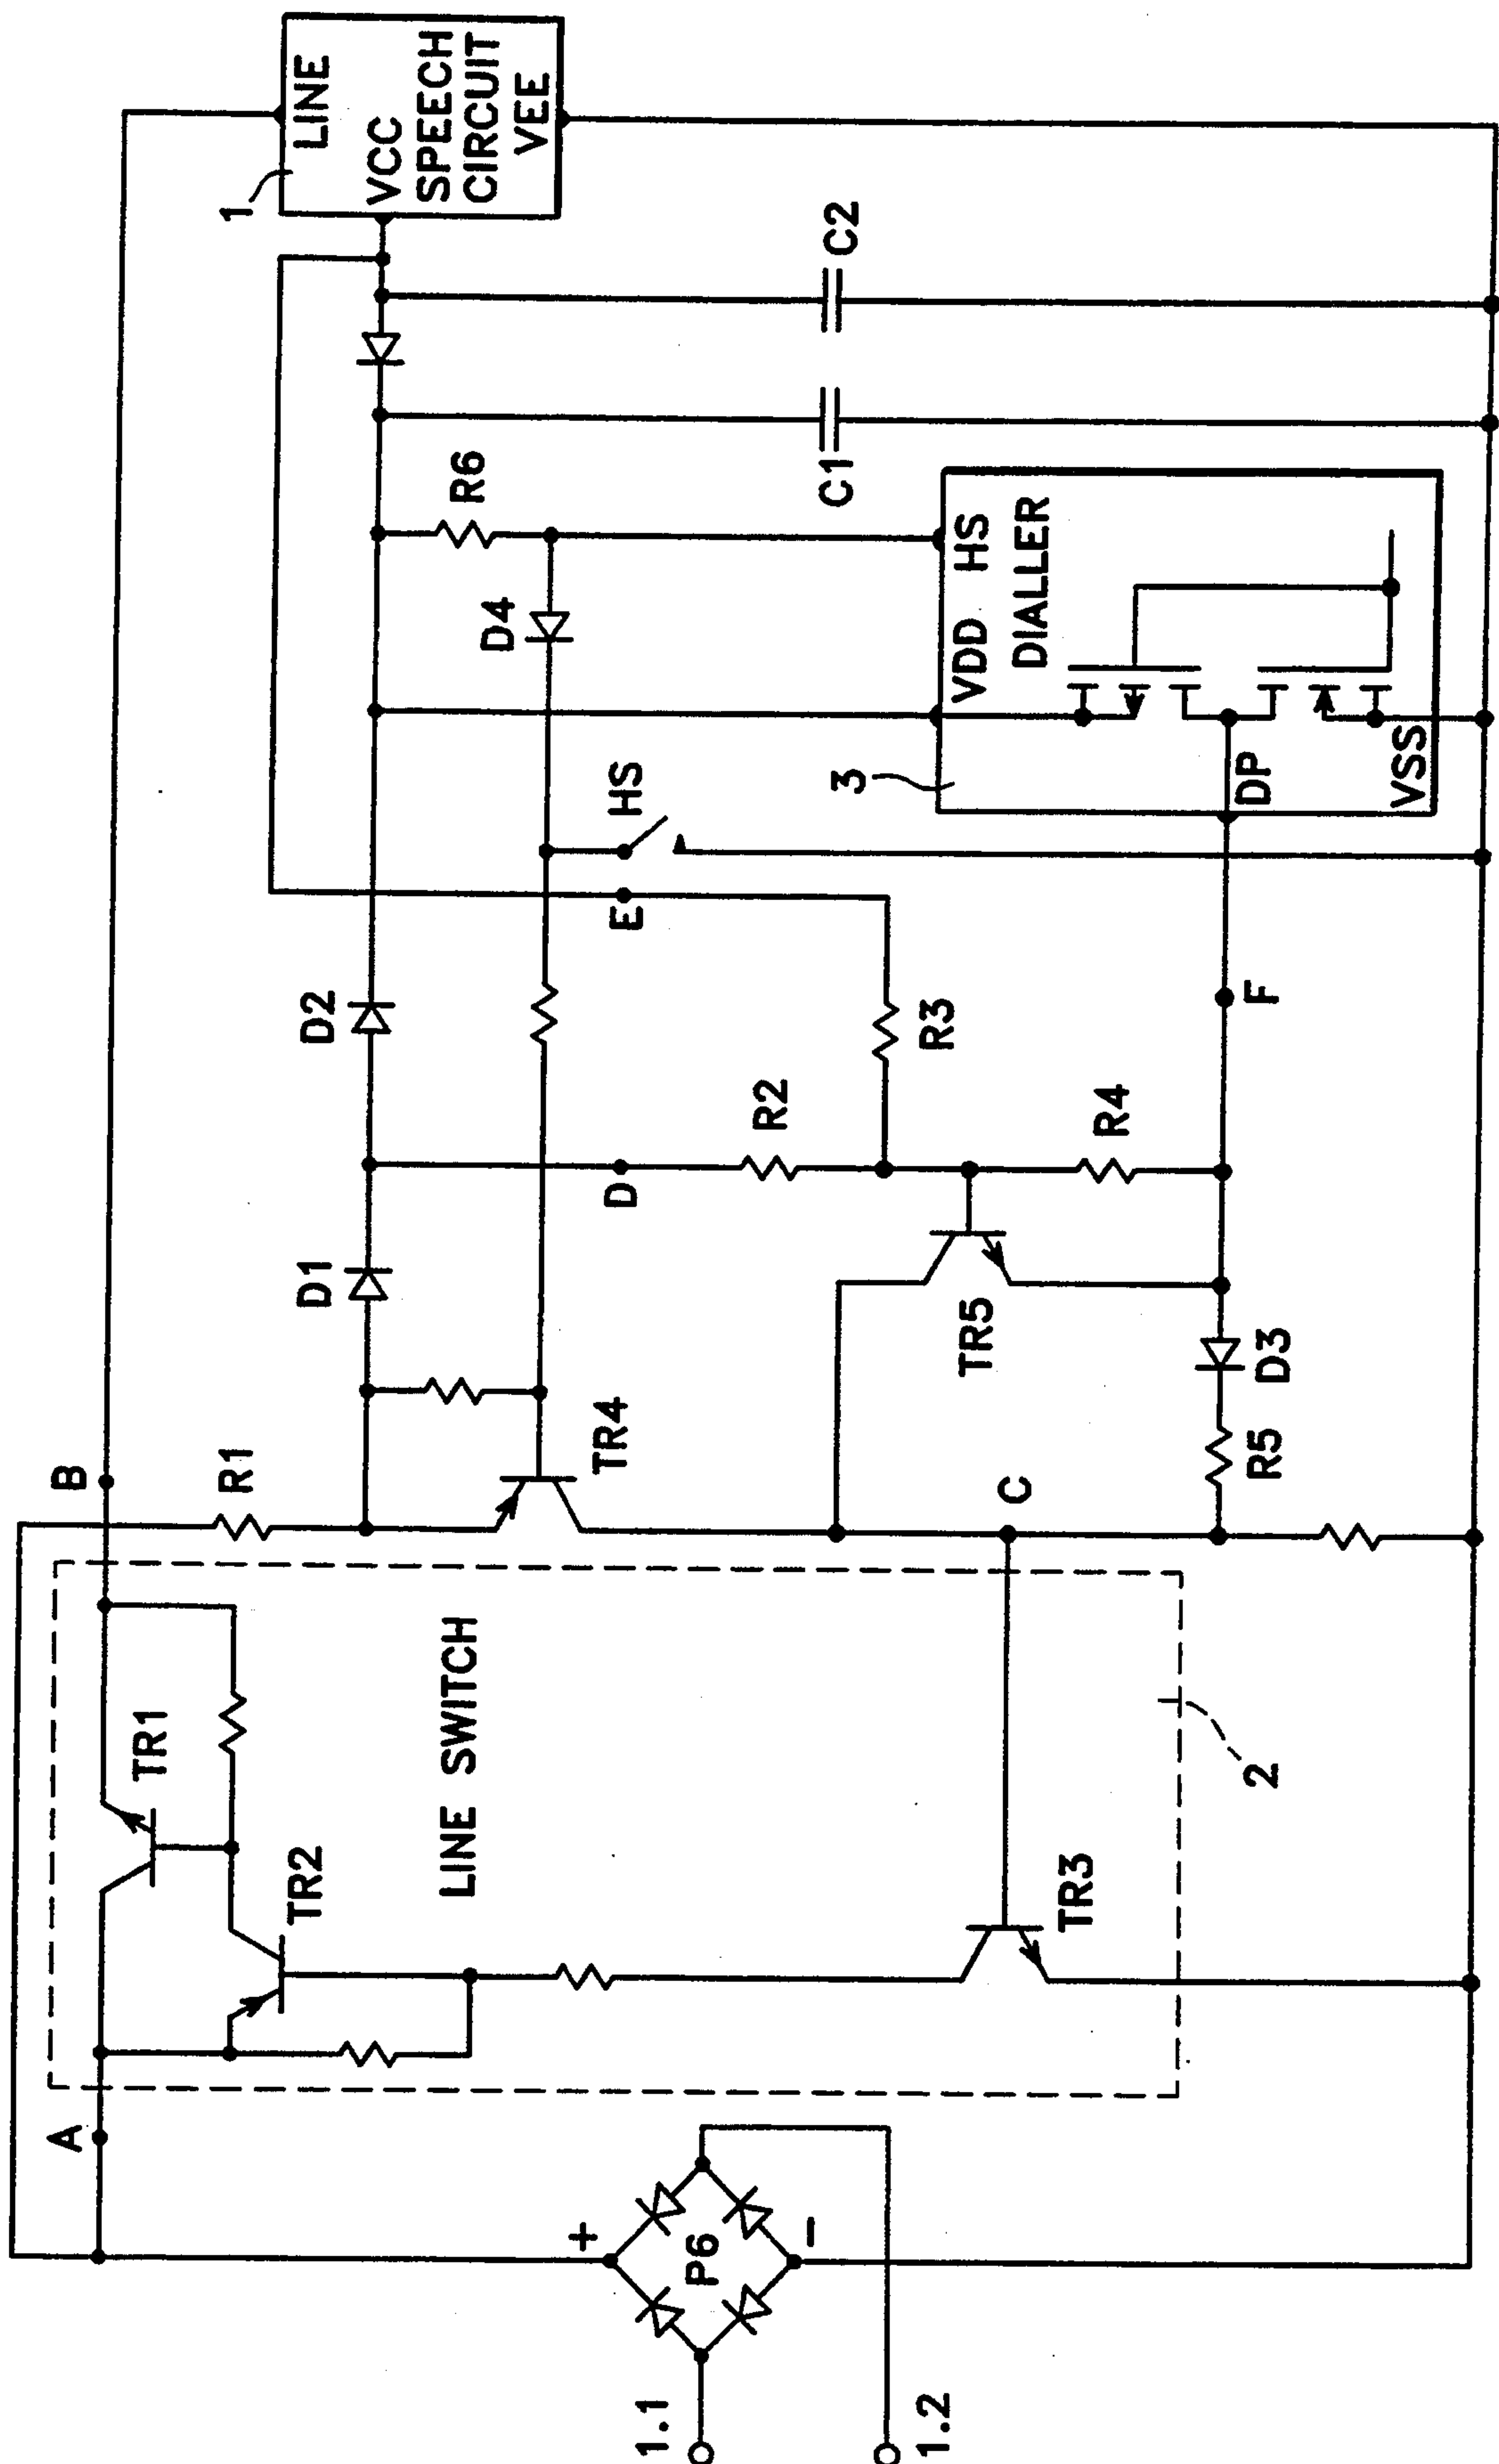 1
LINE
VCC
SPEECH
CIRCUIT
VEE
C2
C1
R6
D4
HS
VDD
HS
DIALLER
DP
VSS
3
E
F
D2
R3
R2
R4
D
D1
TR5
D3
R5
TR4
C
B
R1
LINE SWITCH
TR1
TR2
TR3
2
A
+
P6
−
1.1
1.2